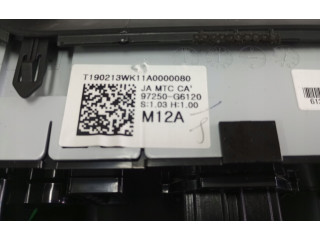 T190213WK11A0000080
JA MTC CA'
97250-G6120
S:1.03 H:1.00
M12A